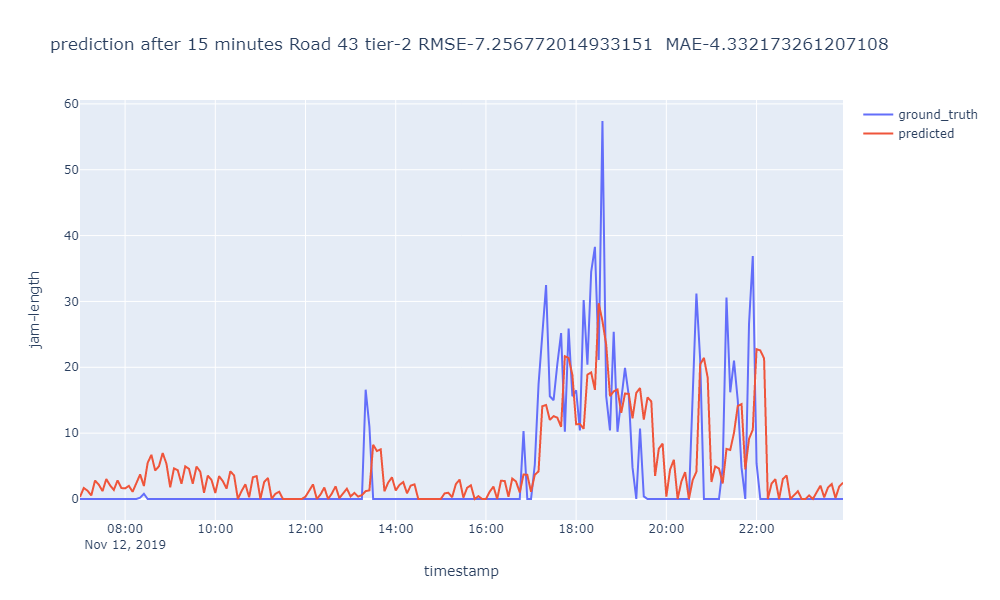 prediction after 15 minutes Road 43 tier-2 RMSE-7.256772014933151  MAE-4.332173261207108
ground_truth
predicted
60
50
40
30
20
10
0
jam-length
08:00
10:00
12:00
14:00
16:00
18:00
20:00
22:00
Nov 12, 2019
timestamp